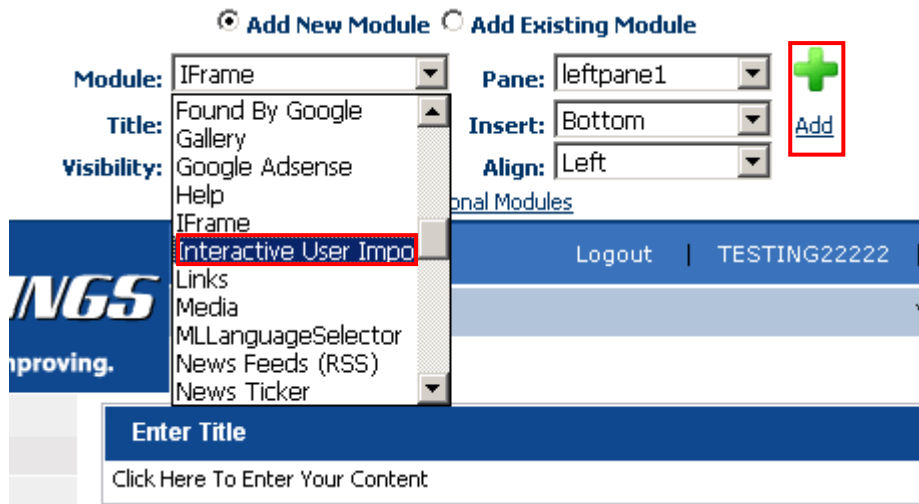 Add New Module Add Existing Module
Module: IFrame Pane: leftpane1
Title: Insert: Bottom Add
Visibility: Align: Left
Found By Google
Gallery
Google Adsense
Help
IFrame
Interactive User Impo
Links
Media
MLLanguageSelector
News Feeds (RSS)
News Ticker
onal Modules
Logout | TESTING22222 |
INGS
mproving.
Enter Title
Click Here To Enter Your Content